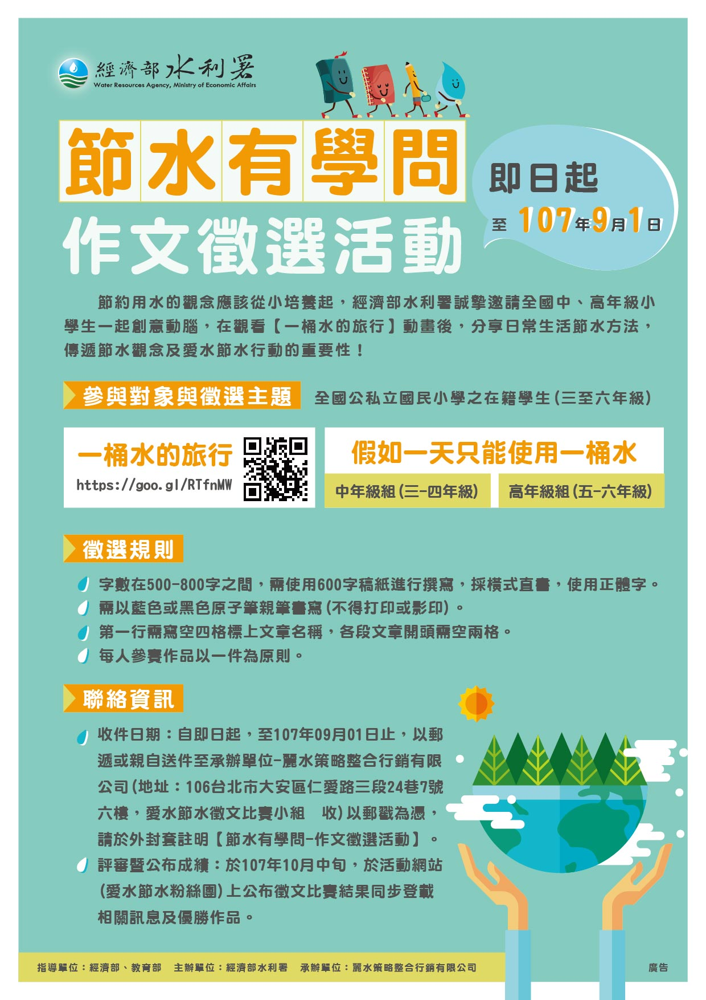 經濟部水利署
Water Resources Agency, Ministry of Economic Affairs
節水有學問
作文徵選活動
即日起
至 107年9月1日
節約用水的觀念應該從小培養起，經濟部水利署誠摯邀請全國中、高年級小
學生一起創意動腦，在觀看【一桶水的旅行】動畫後，分享日常生活節水方法，
傳遞節水觀念及愛水節水行動的重要性！
參與對象與徵選主題 全國公私立國民小學之在籍學生(三至六年級)
一桶水的旅行
https://goo.gl/RTfnMW
假如一天只能使用一桶水
中年級組(三-四年級) 高年級組(五-六年級)
徵選規則
字數在500-800字之間，需使用600字稿紙進行撰寫，採橫式直書，使用正體字。
需以藍色或黑色原子筆親筆書寫(不得打印或影印)。
第一行需寫空四格標上文章名稱，各段文章開頭需空兩格。
每人參賽作品以一件為原則。
聯絡資訊
收件日期：自即日起，至107年09月01日止，以郵
遞或親自送件至承辦單位-麗水策略整合行銷有限
公司(地址：106台北市大安區仁愛路三段24巷7號
六樓，愛水節水徵文比賽小組 收)以郵戳為憑，
請於外封套註明【節水有學問-作文徵選活動】。
評審暨公布成績：於107年10月中旬，於活動網站
(愛水節水粉絲團)上公布徵文比賽結果同步登載
相關訊息及優勝作品。
指導單位：經濟部、教育部 主辦單位：經濟部水利署 承辦單位：麗水策略整合行銷有限公司 廣告